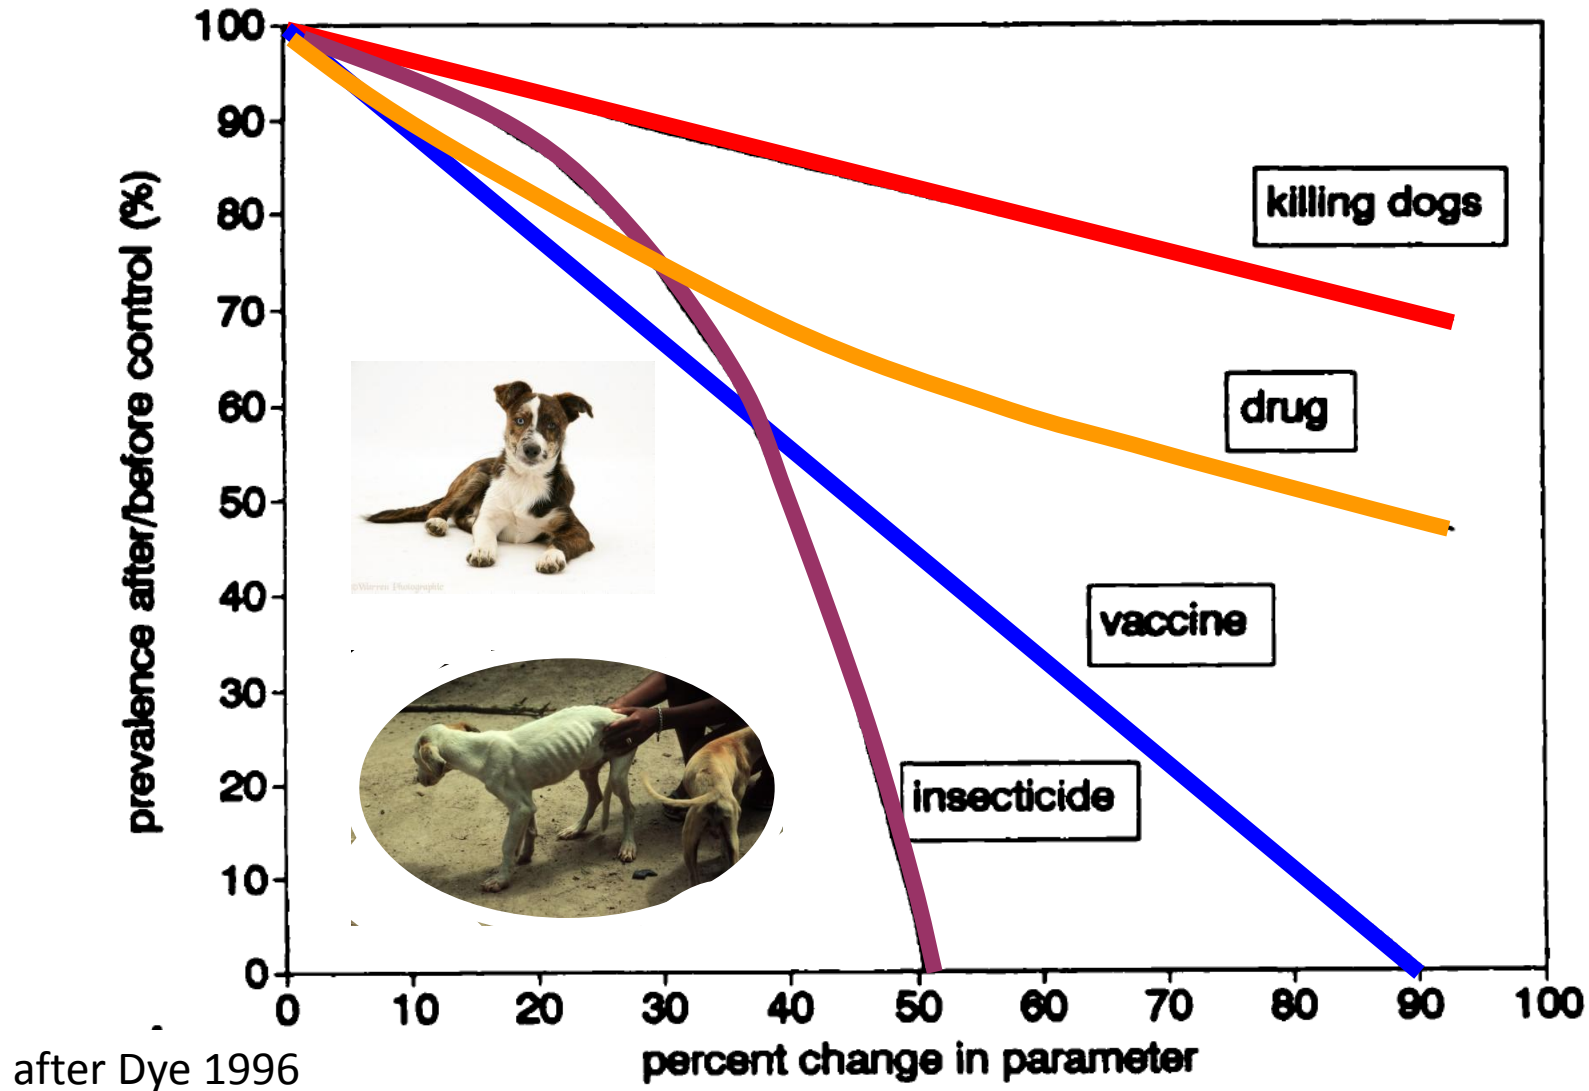 prevalence after/before control (%)
100
90
80
70
60
50
40
30
20
10
0
killing dogs
drug
vaccine
insecticide
©Warren Photographic
0 10 20 30 40 50 60 70 80 90 100
percent change in parameter
after Dye 1996